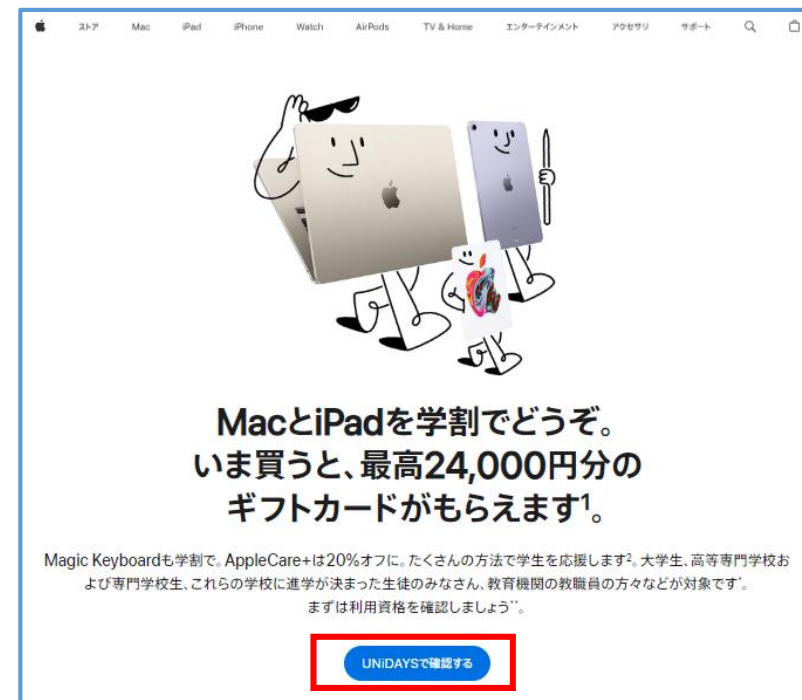 ストア Mac iPad iPhone Watch AirPods TV & Home エンターテインメント アクセサリ サポート
MacとiPadを学割でどうぞ。
いま買うと、最高24,000円分の
ギフトカードがもらえます¹。
Magic Keyboardも学割で。AppleCare+は20%オフに。たくさんの方法で学生を応援します²。大学生、高等専門学校お
よび専門学校生、これらの学校に進学が決まった生徒のみなさん、教育機関の教職員の方々などが対象です*。
まずは利用資格を確認しましょう**。
UNiDAYSで確認する